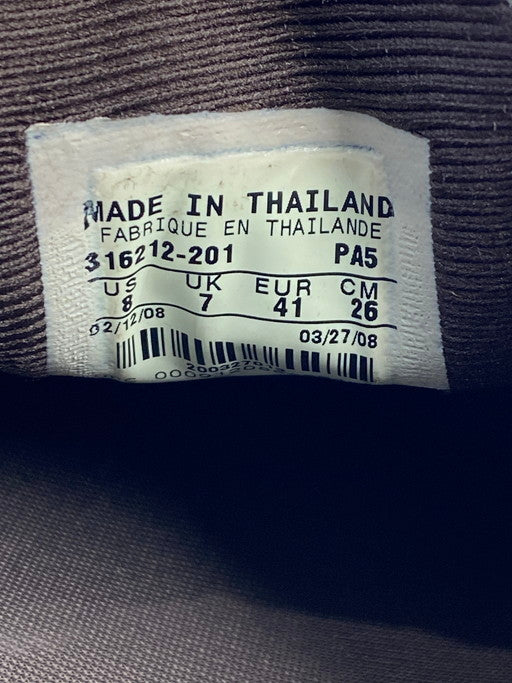 MADE IN THAILAND
FABRIQUE EN THAILANDE
316212-201 PA5
US UK EUR CM
8 7 41 26
02/12/08 03/27/08